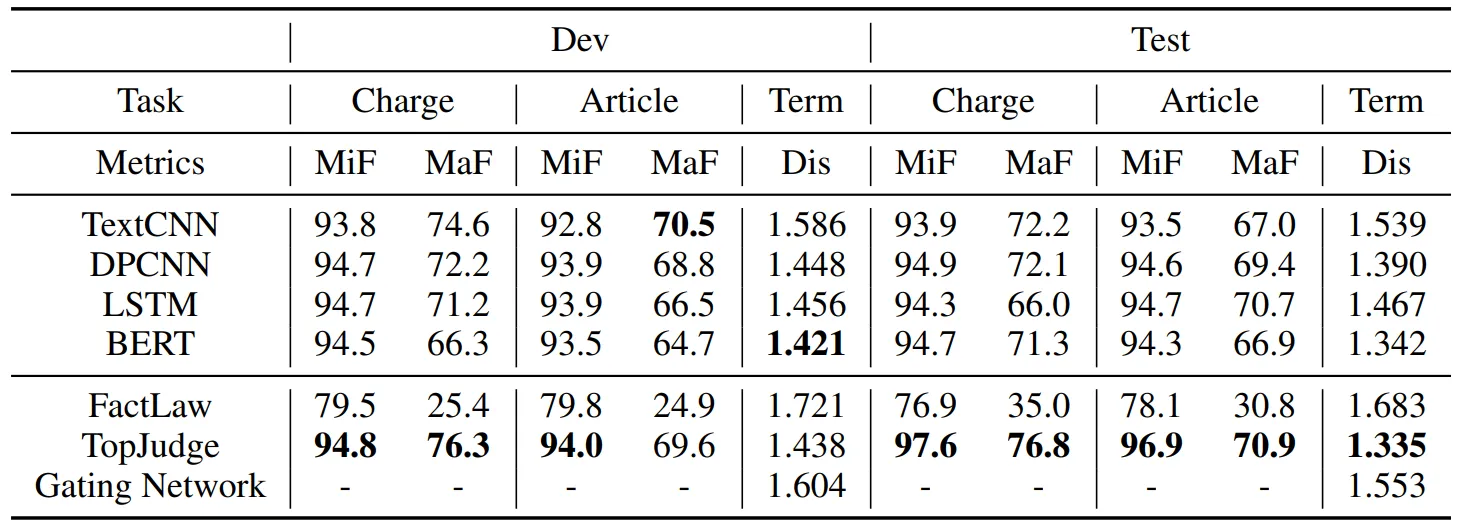 Dev Test
Task Charge Article Term Charge Article Term
Metrics MiF MaF MiF MaF Dis MiF MaF MiF MaF Dis
TextCNN 93.8 74.6 92.8 70.5 1.586 93.9 72.2 93.5 67.0 1.539
DPCNN 94.7 72.2 93.9 68.8 1.448 94.9 72.1 94.6 69.4 1.390
LSTM 94.7 71.2 93.9 66.5 1.456 94.3 66.0 94.7 70.7 1.467
BERT 94.5 66.3 93.5 64.7 1.421 94.7 71.3 94.3 66.9 1.342
FactLaw 79.5 25.4 79.8 24.9 1.721 76.9 35.0 78.1 30.8 1.683
TopJudge 94.8 76.3 94.0 69.6 1.438 97.6 76.8 96.9 70.9 1.335
Gating Network - - - - 1.604 - - - - 1.553